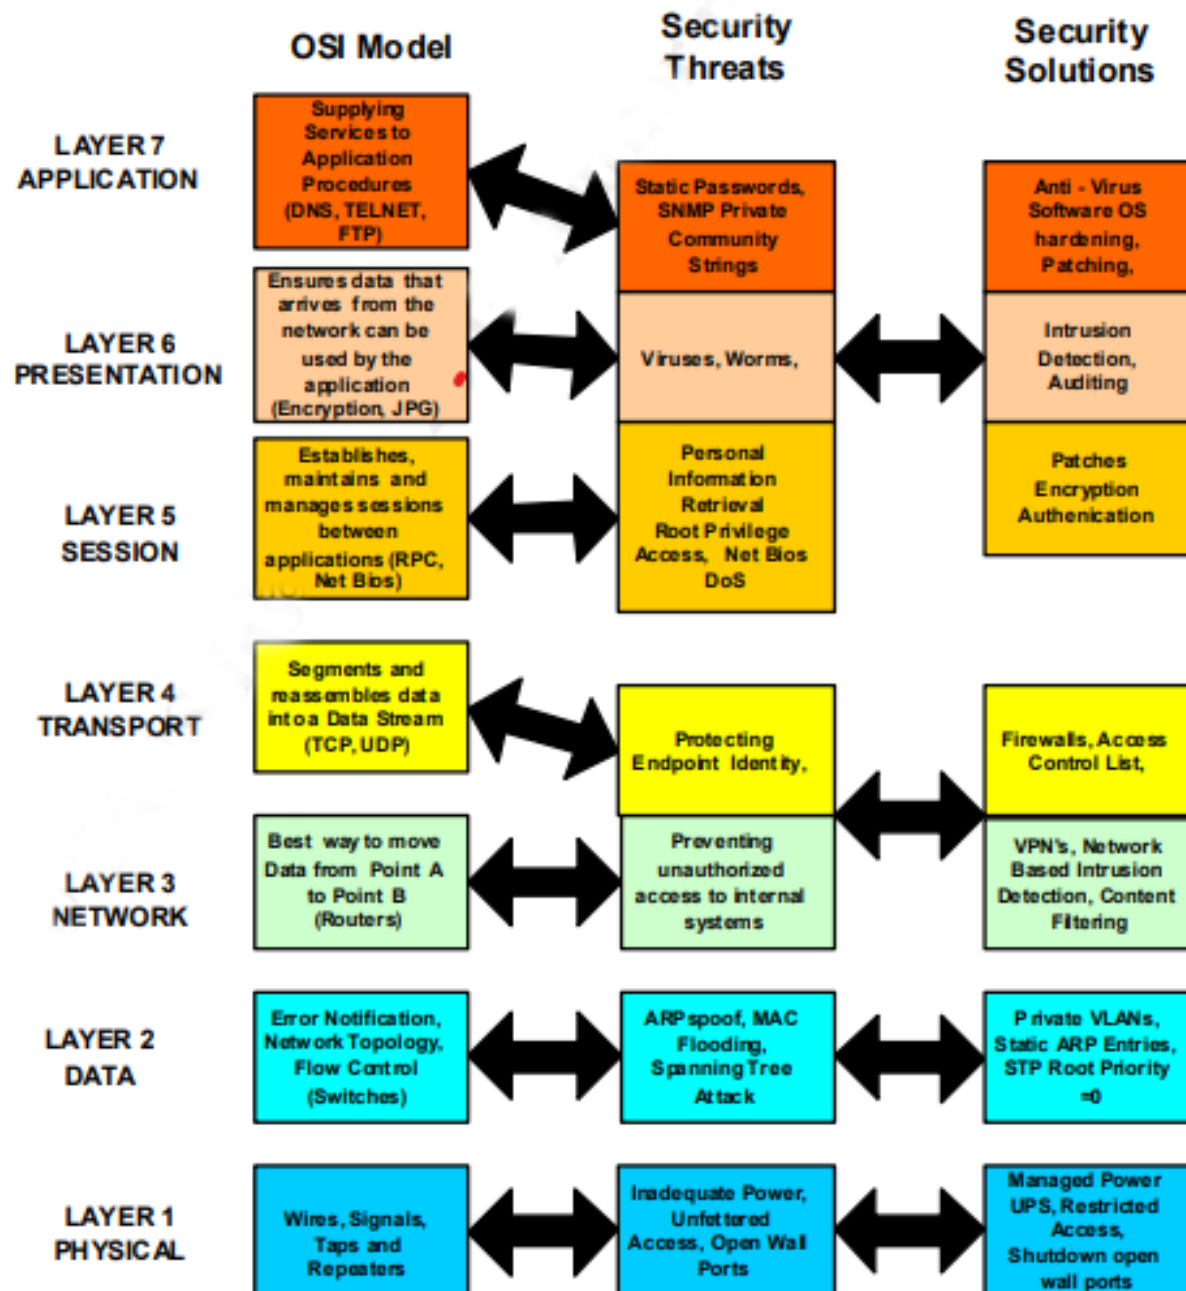 OSI Model
Security
Threats
Security
Solutions
LAYER 7
APPLICATION
Supplying
Services to
Application
Procedures
(DNS, TELNET,
FTP)
Static Passwords,
SNMP Private
Community
Strings
Anti - Virus
Software OS
hardening,
Patching,
LAYER 6
PRESENTATION
Ensures data that
arrives from the
network can be
used by the
application
(Encryption, JPG)
Viruses, Worms,
Intrusion
Detection,
Auditing
LAYER 5
SESSION
Establishes,
maintains and
manages sessions
between
applications (RPC,
Net Bios)
Personal
Information
Retrieval
Root Privilege
Access, Net Bios
DoS
Patches
Encryption
Authenication
LAYER 4
TRANSPORT
Segments and
reassembles data
into a Data Stream
(TCP, UDP)
Protecting
Endpoint Identity,
Firewalls, Access
Control List,
LAYER 3
NETWORK
Best way to move
Data from Point A
to Point B
(Routers)
Preventing
unauthorized
access to internal
systems
VPN's, Network
Based Intrusion
Detection, Content
Filtering
LAYER 2
DATA
Error Notification,
Network Topology,
Flow Control
(Switches)
ARPspoof, MAC
Flooding,
Spanning Tree
Attack
Private VLANs,
Static ARP Entries,
STP Root Priority
=0
LAYER 1
PHYSICAL
Wires, Signals,
Taps and
Repeaters
Inadequate Power,
Unfettered
Access, Open Wall
Ports
Managed Power
UPS, Restricted
Access,
Shutdown open
wall ports